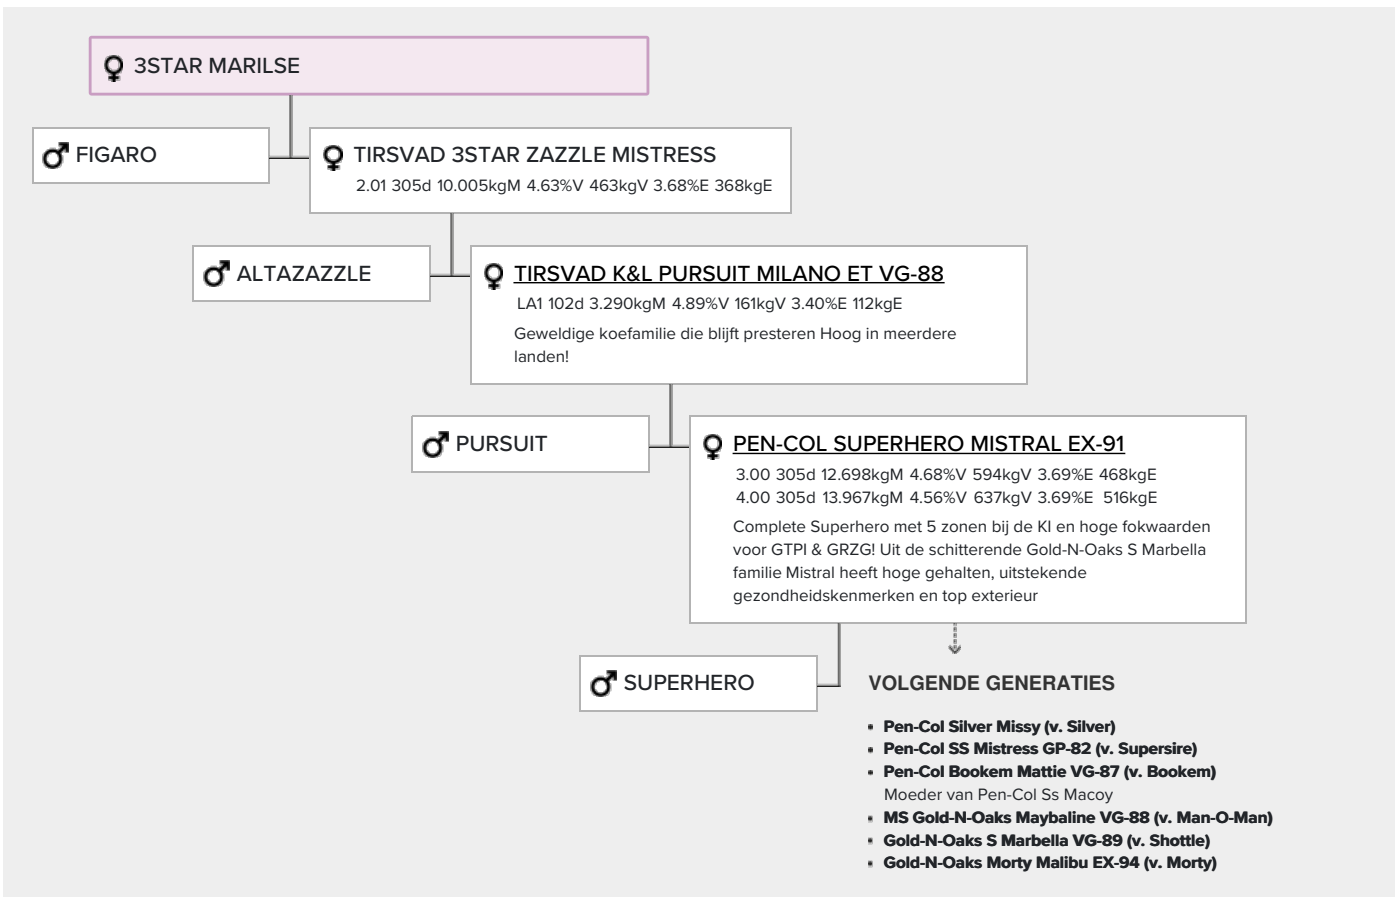 3STAR MARILSE
FIGARO
TIRSVAD 3STAR ZAZZLE MISTRESS
2.01 305d 10.005kgM 4.63%V 463kgV 3.68%E 368kgE
ALTAZAZZLE
TIRSVAD K&L PURSUIT MILANO ET VG-88
LA1 102d 3.290kgM 4.89%V 161kgV 3.40%E 112kgE
Geweldige koefamilie die blijft presteren Hoog in meerdere
landen!
PURSUIT
PEN-COL SUPERHERO MISTRAL EX-91
3.00 305d 12.698kgM 4.68%V 594kgV 3.69%E 468kgE
4.00 305d 13.967kgM 4.56%V 637kgV 3.69%E 516kgE
Complete Superhero met 5 zonen bij de KI en hoge fokwaarden
voor GTPI & GRZG! Uit de schitterende Gold-N-Oaks S Marbella
familie Mistral heeft hoge gehalten, uitstekende
gezondheidskenmerken en top exterieur
SUPERHERO
VOLGENDE GENERATIES
Pen-Col Silver Missy (v. Silver)
Pen-Col SS Mistress GP-82 (v. Supersire)
Pen-Col Bookem Mattie VG-87 (v. Bookem)
Moeder van Pen-Col Ss Macoy
MS Gold-N-Oaks Maybaline VG-88 (v. Man-O-Man)
Gold-N-Oaks S Marbella VG-89 (v. Shottle)
Gold-N-Oaks Morty Malibu EX-94 (v. Morty)